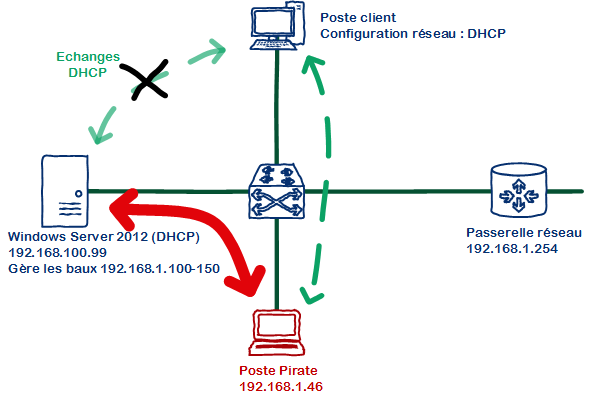 Poste client
Configuration réseau : DHCP
Echanges
DHCP
Windows Server 2012 (DHCP)
192.168.100.99
Gère les baux 192.168.1.100-150
Passerelle réseau
192.168.1.254
Poste Pirate
192.168.1.46